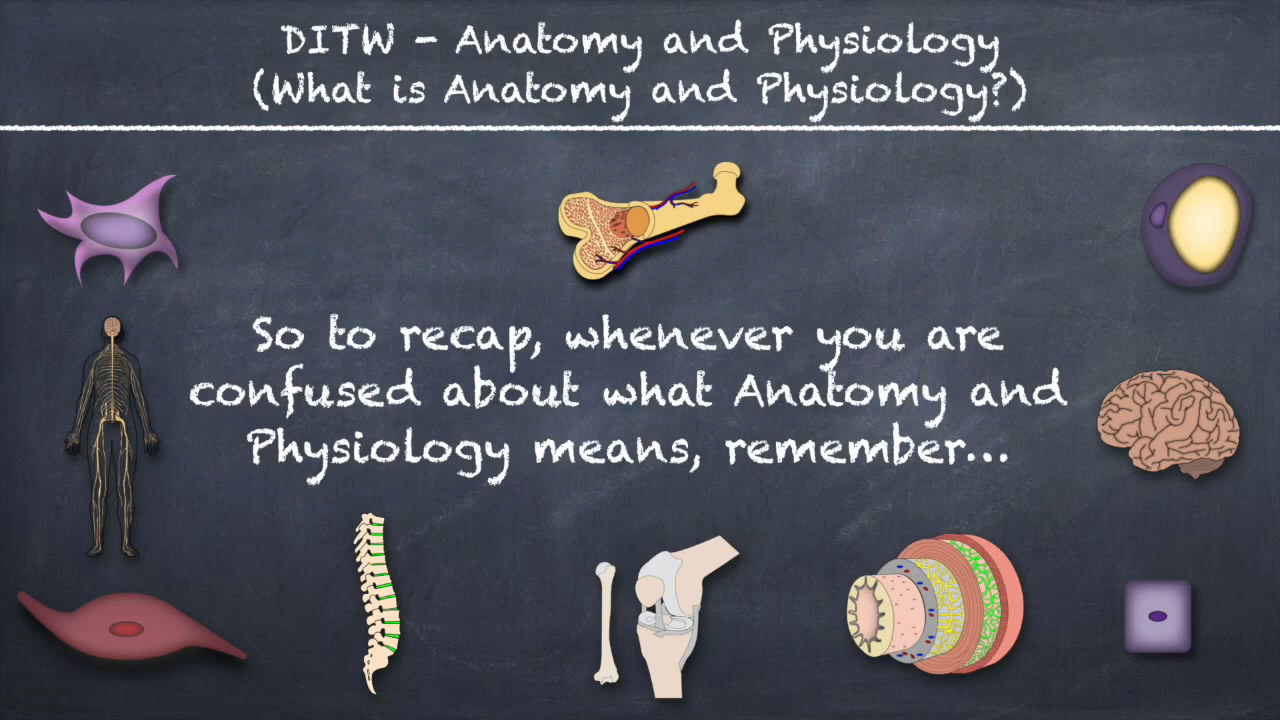 DITW - Anatomy and Physiology
(What is Anatomy and Physiology?)
So to recap, whenever you are
confused about what Anatomy and
Physiology means, remember...